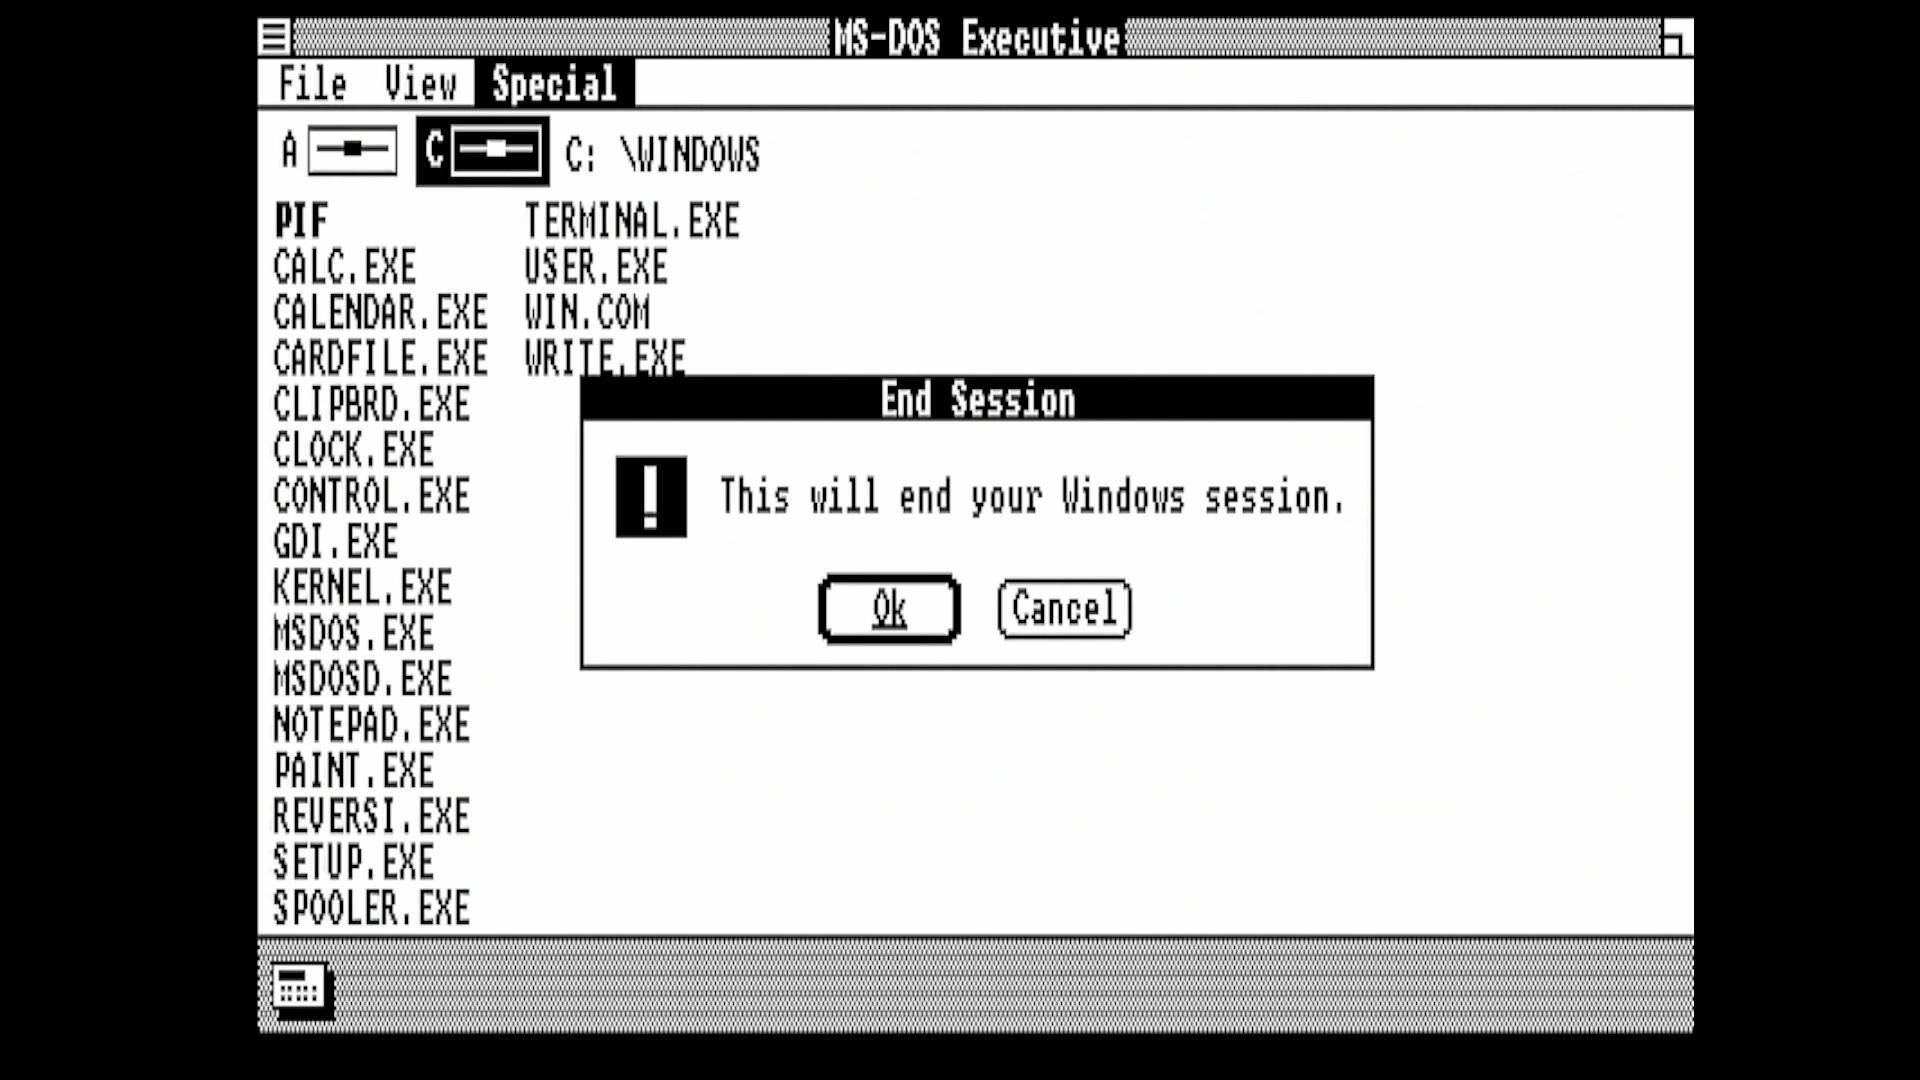 MS-DOS Executive
File View Special
A C C: \WINDOWS
PIF
CALC.EXE
CALENDAR.EXE
CARDFILE.EXE
CLIPBRD.EXE
CLOCK.EXE
CONTROL.EXE
GDI.EXE
KERNEL.EXE
MSDOS.EXE
MSDOSD.EXE
NOTEPAD.EXE
PAINT.EXE
REVERSI.EXE
SETUP.EXE
SPOOLER.EXE
TERMINAL.EXE
USER.EXE
WIN.COM
WRITE.EXE
End Session
! This will end your Windows session.
Ok Cancel